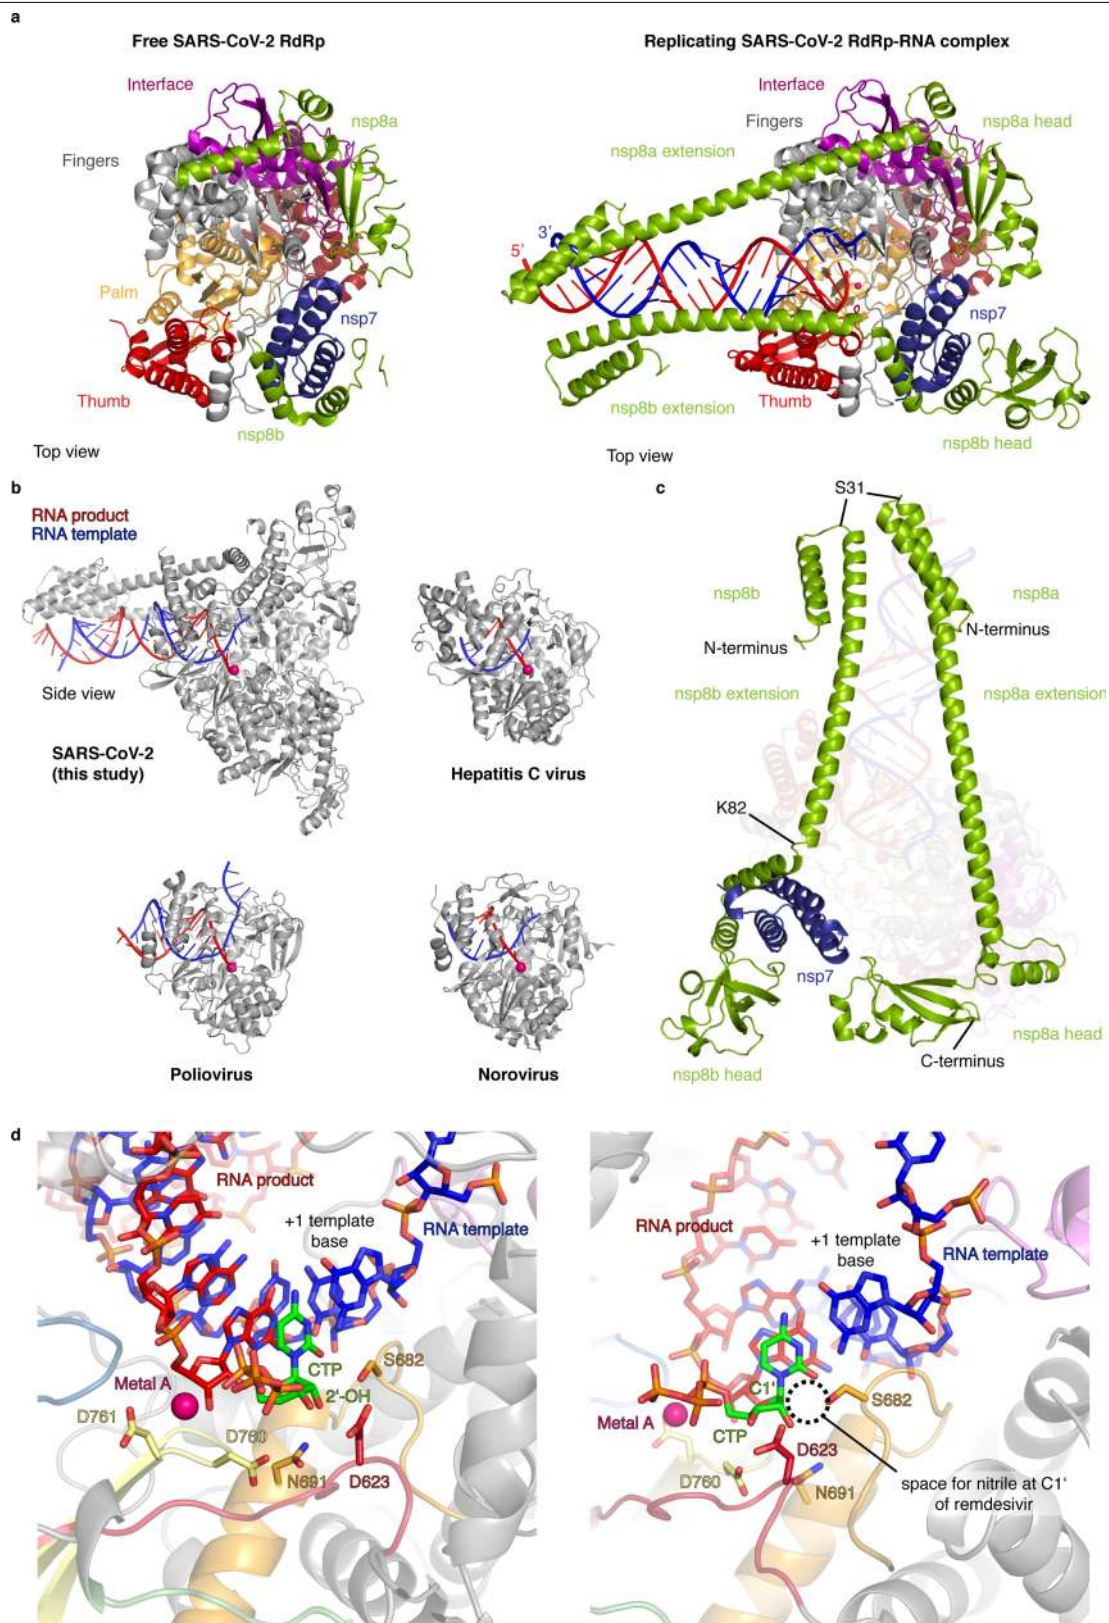 a
Free SARS-CoV-2 RdRp
Replicating SARS-CoV-2 RdRp-RNA complex
Interface
nsp8a
Fingers
Palm
nsp7
Thumb
nsp8b
Top view
Interface
Fingers
nsp8a head
nsp8a extension
3'
5'
nsp7
nsp8b extension
Thumb
nsp8b head
Top view
b
RNA product
RNA template
Side view
SARS-CoV-2
(this study)
Hepatitis C virus
Poliovirus
Norovirus
c
S31
nsp8b
nsp8a
N-terminus
N-terminus
nsp8b extension
nsp8a extension
K82
nsp7
nsp8a head
C-terminus
nsp8b head
d
RNA product
+1 template
base
RNA template
CTP
S682
2'-OH
Metal A
D761
D760
N691
D623
RNA product
+1 template
base
RNA template
C1'
S682
Metal A
CTP
D623
D760
N691
space for nitrile at C1'
of remdesivir